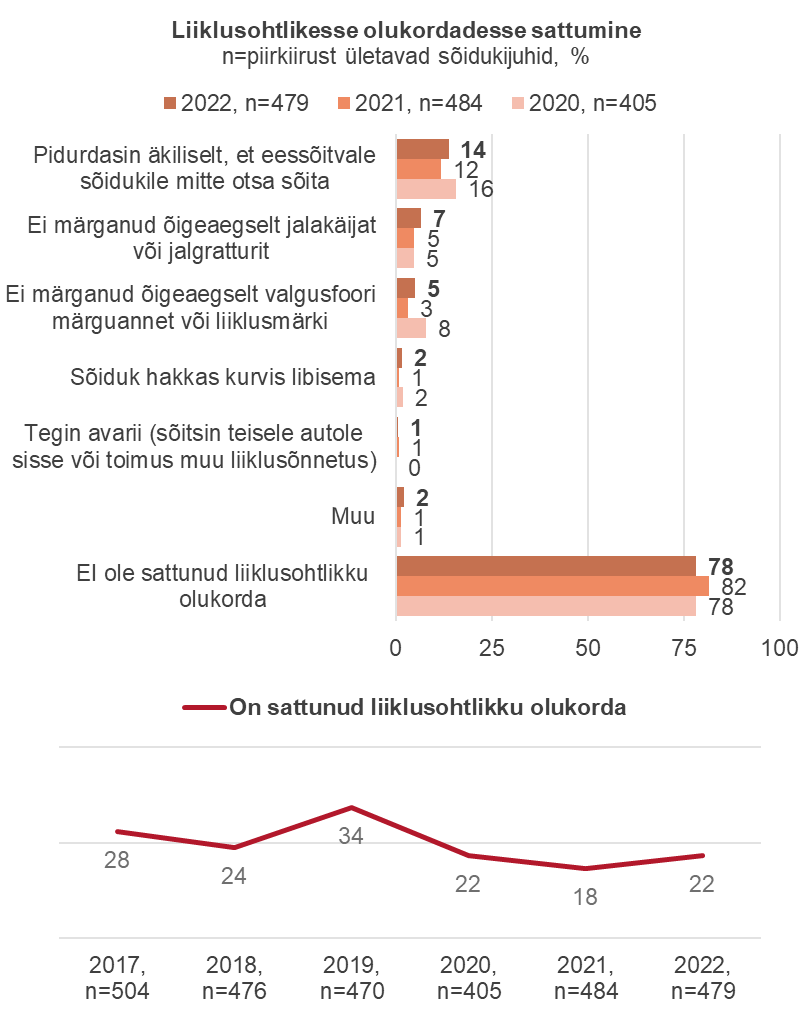 Liiklusohtlikesse olukordadesse sattumine
n=piirkiirust ületavad sõidukijuhid, %
2022, n=479 2021, n=484 2020, n=405
Pidurdasin äkiliselt, et eessõitvale
sõidukile mitte otsa sõita
14
12
16
Ei märganud õigeaegselt jalakäijat
või jalgratturit
7
5
5
Ei märganud õigeaegselt valgusfoori
märguannet või liiklusmärki
5
3
8
Sõiduk hakkas kurvis libisema
2
1
2
Tegin avarii (sõitsin teisele autole
sisse või toimus muu liiklusõnnetus)
1
1
0
Muu
2
1
1
EI ole sattunud liiklusohtlikku
olukorda
78
82
78
0 25 50 75 100
On sattunud liiklusohtlikku olukorda
28 24 34 22 18 22
2017, 2018, 2019, 2020, 2021, 2022,
n=504 n=476 n=470 n=405 n=484 n=479